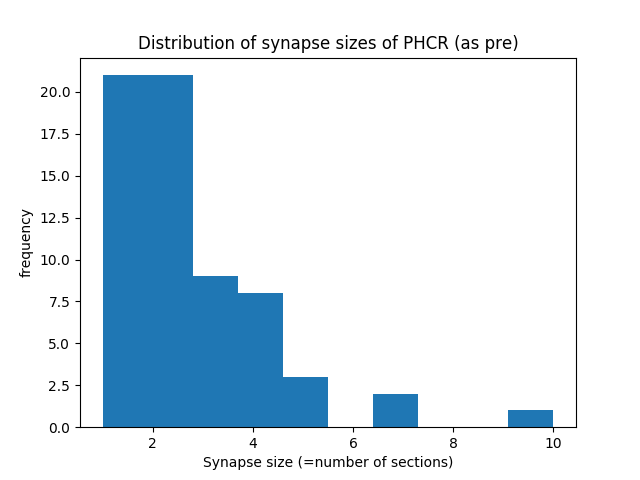 Distribution of synapse sizes of PHCR (as pre)
20.0
17.5
15.0
12.5
10.0
7.5
5.0
2.5
0.0
frequency
2 4 6 8 10
Synapse size (=number of sections)